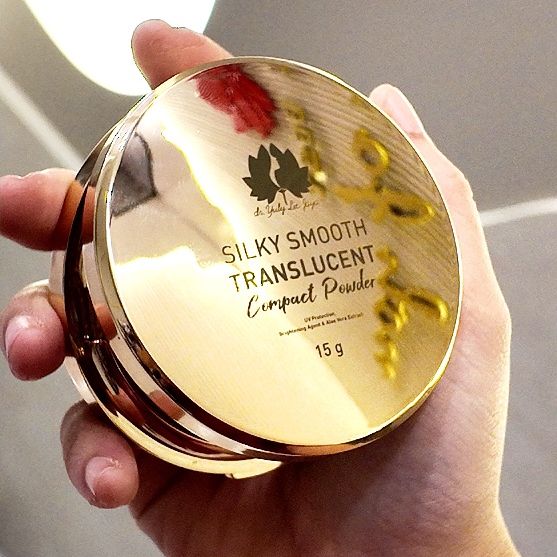 SILKY SMOOTH
TRANSLUCENT
Compact Powder
UV Protection,
Brightening Agent & Aloe Vera Extract
15 g